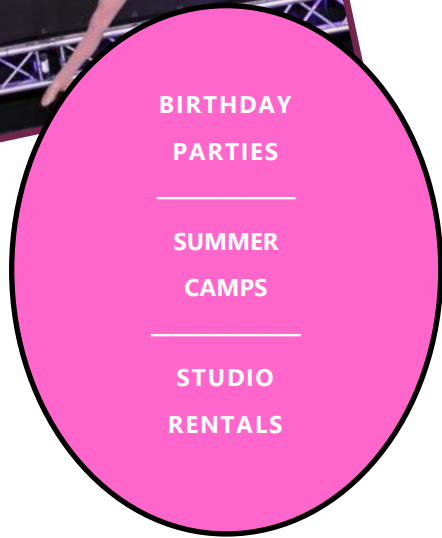 BIRTHDAY
PARTIES
SUMMER
CAMPS
STUDIO
RENTALS